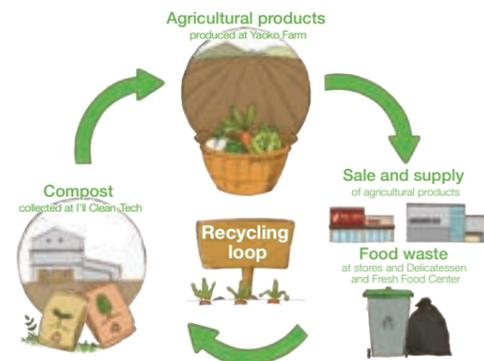 Agricultural products
produced at Yaoko Farm
Sale and supply
of agricultural products
Food waste
at stores and Delicatessen
and Fresh Food Center
Compost
collected at I'll Clean-Tech
Recycling
loop